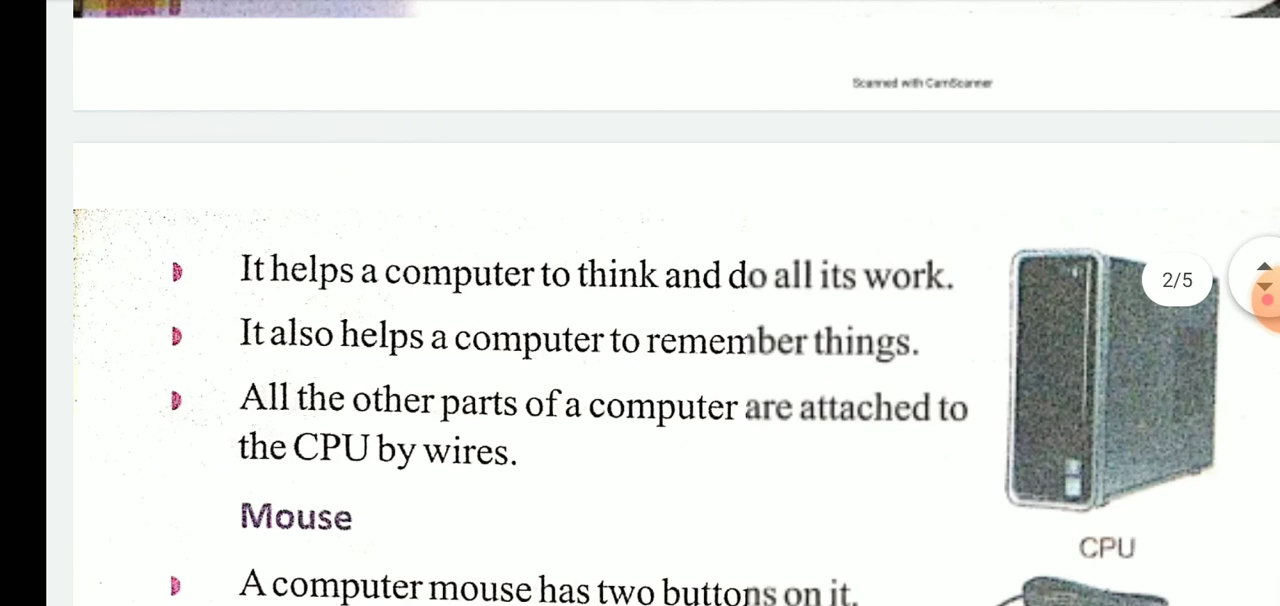 Scanned with CamScanner
It helps a computer to think and do all its work.
2/5
It also helps a computer to remember things.
All the other parts of a computer are attached to
the CPU by wires.
Mouse
CPU
A computer mouse has two buttons on it.